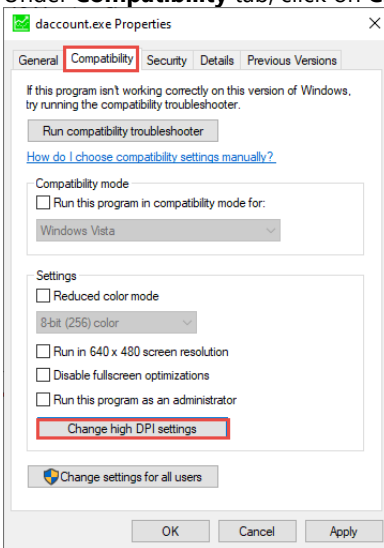 Under Compatibility tab, click on C
daccount.exe Properties
General Compatibility Security Details Previous Versions
If this program isn't working correctly on this version of Windows,
try running the compatibility troubleshooter.
Run compatibility troubleshooter
How do I choose compatibility settings manually?
Compatibility mode
Run this program in compatibility mode for:
Windows Vista
Settings
Reduced color mode
8-bit (256) color
Run in 640 x 480 screen resolution
Disable fullscreen optimizations
Run this program as an administrator
Change high DPI settings
Change settings for all users
OK Cancel Apply